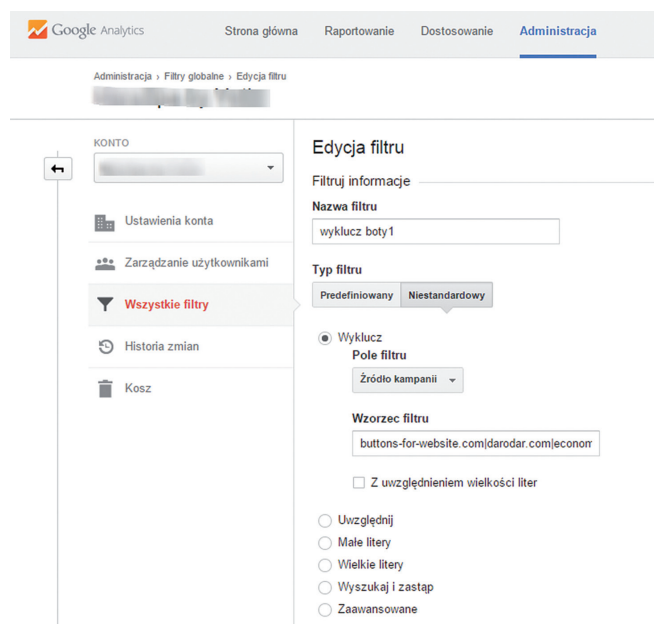 Google Analytics
Strona główna Raportowanie Dostosowanie Administracja
Administracja › Filtry globalne › Edycja filtru
KONTO
Ustawienia konta
Zarządzanie użytkownikami
Wszystkie filtry
Historia zmian
Kosz
Edycja filtru
Filtruj informacje
Nazwa filtru
wyklucz boty1
Typ filtru
Predefiniowany Niestandardowy
Wyklucz
Pole filtru
Źródło kampanii
Wzorzec filtru
buttons-for-website.com|darodar.com|econom
Z uwzględnieniem wielkości liter
Uwzględnij
Małe litery
Wielkie litery
Wyszukaj i zastąp
Zaawansowane